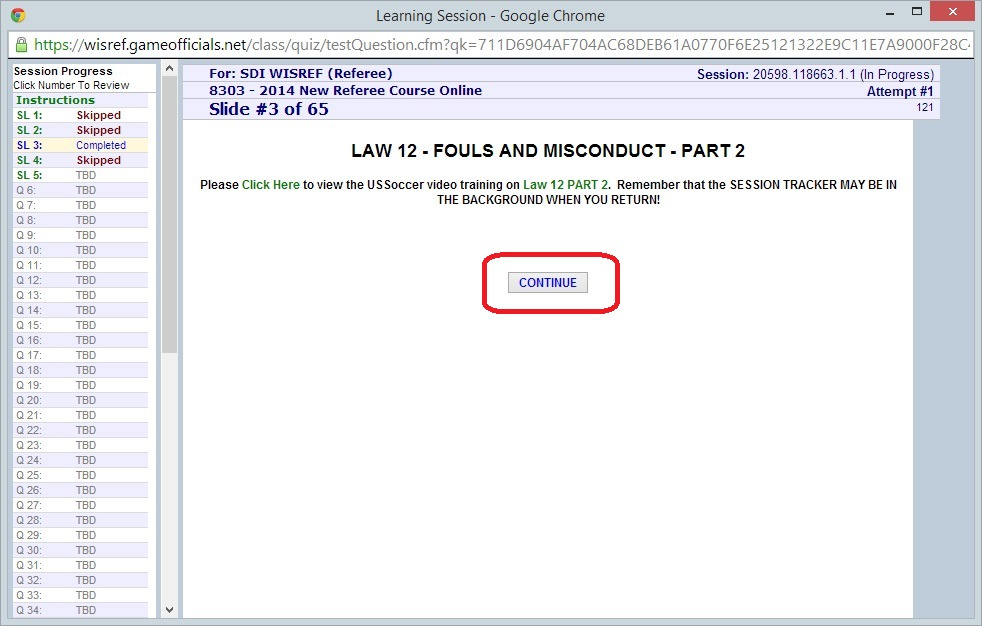 Learning Session - Google Chrome
https://wisref.gameofficials.net/class/quiz/testQuestion.cfm?qk=711D6904AF704AC68DEB61A0770F6E25121322E9C11E7A9000F28C
Session Progress
Click Number To Review
Instructions
SL 1: Skipped
SL 2: Skipped
SL 3: Completed
SL 4: Skipped
SL 5: TBD
Q 6: TBD
Q 7: TBD
Q 8: TBD
Q 9: TBD
Q 10: TBD
Q 11: TBD
Q 12: TBD
Q 13: TBD
Q 14: TBD
Q 15: TBD
Q 16: TBD
Q 17: TBD
Q 18: TBD
Q 19: TBD
Q 20: TBD
Q 21: TBD
Q 22: TBD
Q 23: TBD
Q 24: TBD
Q 25: TBD
Q 26: TBD
Q 27: TBD
Q 28: TBD
Q 29: TBD
Q 30: TBD
Q 31: TBD
Q 32: TBD
Q 33: TBD
Q 34: TBD
For: SDI WISREF (Referee) Session: 20598.118663.1.1 (In Progress)
8303 - 2014 New Referee Course Online Attempt #1
Slide #3 of 65 121
LAW 12 - FOULS AND MISCONDUCT - PART 2
Please Click Here to view the USSoccer video training on Law 12 PART 2. Remember that the SESSION TRACKER MAY BE IN
THE BACKGROUND WHEN YOU RETURN!
CONTINUE